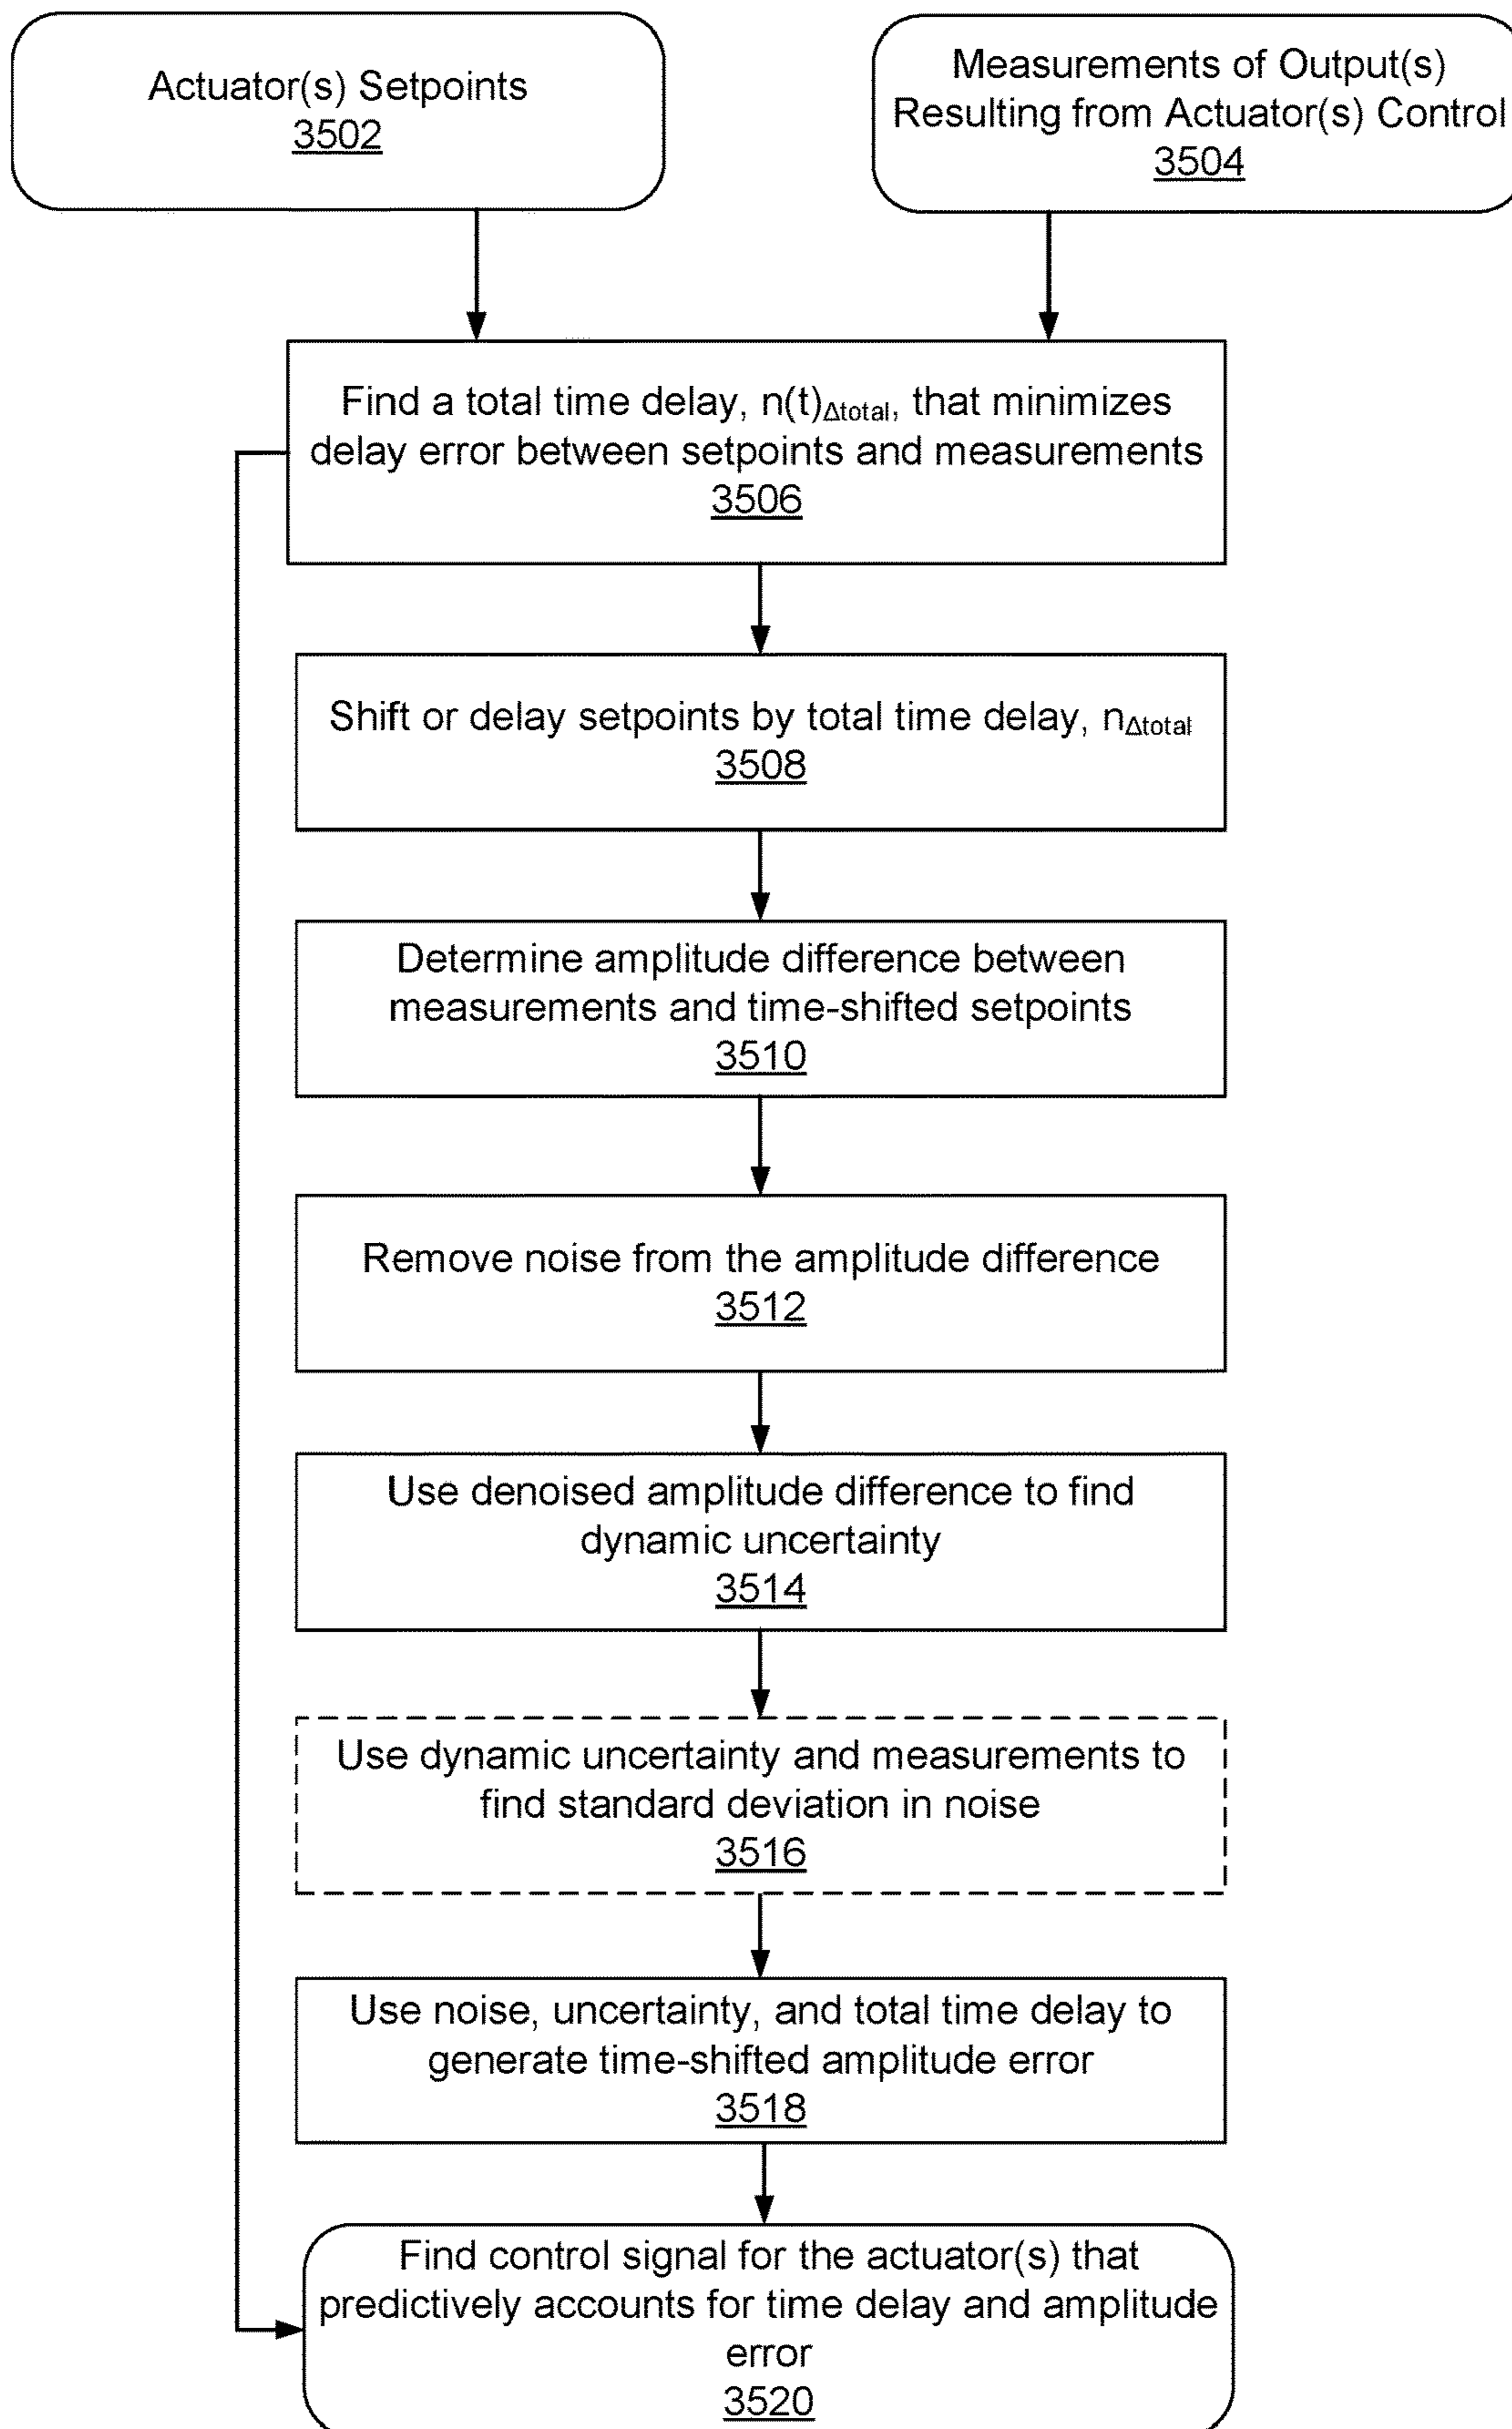 Actuator(s) Setpoints
3502
Measurements of Output(s)
Resulting from Actuator(s) Control
3504
Find a total time delay, n(t)Δtotal, that minimizes
delay error between setpoints and measurements
3506
Shift or delay setpoints by total time delay, nΔtotal
3508
Determine amplitude difference between
measurements and time-shifted setpoints
3510
Remove noise from the amplitude difference
3512
Use denoised amplitude difference to find
dynamic uncertainty
3514
Use dynamic uncertainty and measurements to
find standard deviation in noise
3516
Use noise, uncertainty, and total time delay to
generate time-shifted amplitude error
3518
Find control signal for the actuator(s) that
predictively accounts for time delay and amplitude
error
3520